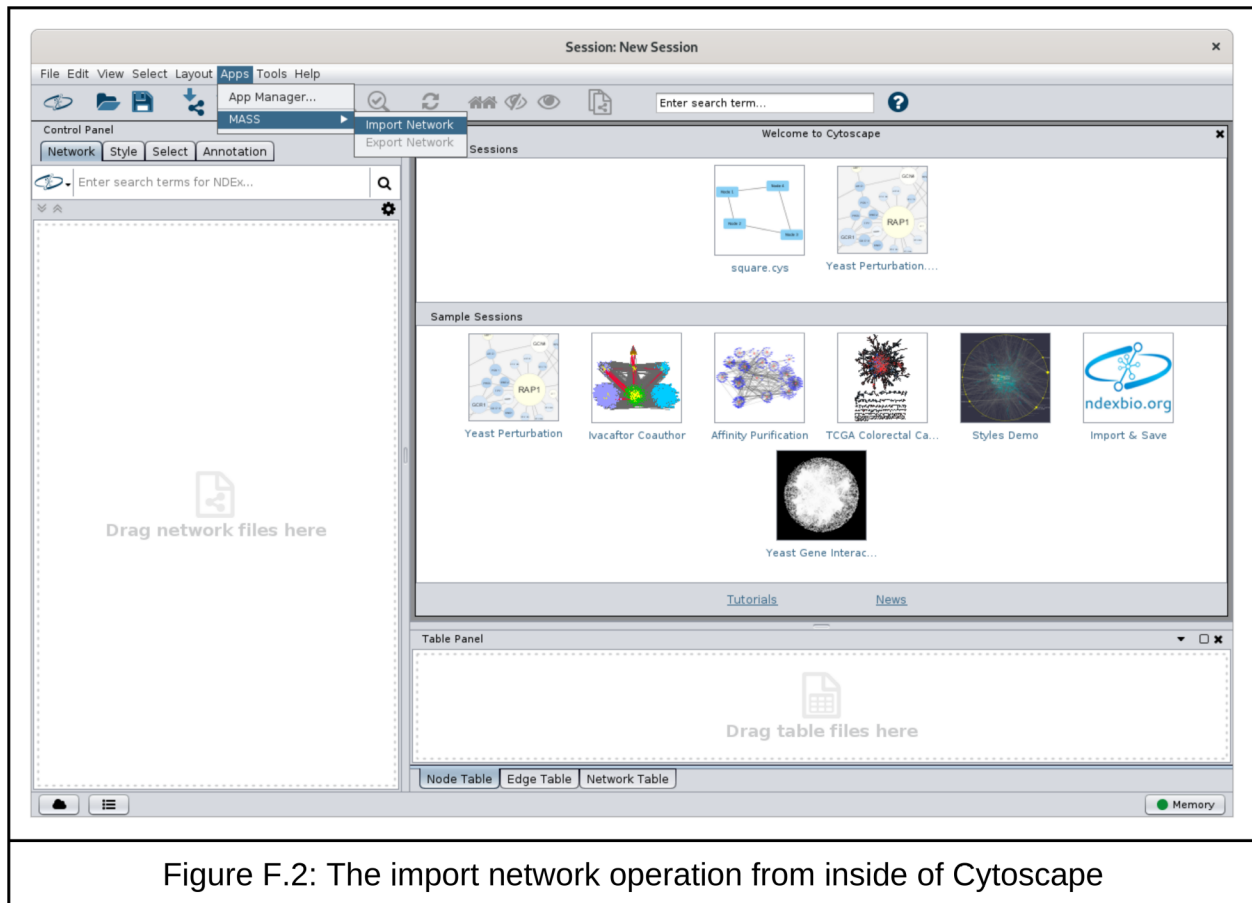 Session: New Session
File Edit View Select Layout Apps Tools Help
App Manager...
MASS
Import Network
Export Network
Enter search term...
Control Panel
Network Style Select Annotation
Enter search terms for NDEx...
Drag network files here
Welcome to Cytoscape
Sessions
RAP1
square.cys
Yeast Perturbation....
Sample Sessions
RAP1
ndexbio.org
Yeast Perturbation
Ivacaftor Coauthor
Affinity Purification
TCGA Colorectal Ca...
Styles Demo
Import & Save
Yeast Gene Interac...
Tutorials
News
Table Panel
Drag table files here
Node Table Edge Table Network Table
Memory
Figure F.2: The import network operation from inside of Cytoscape